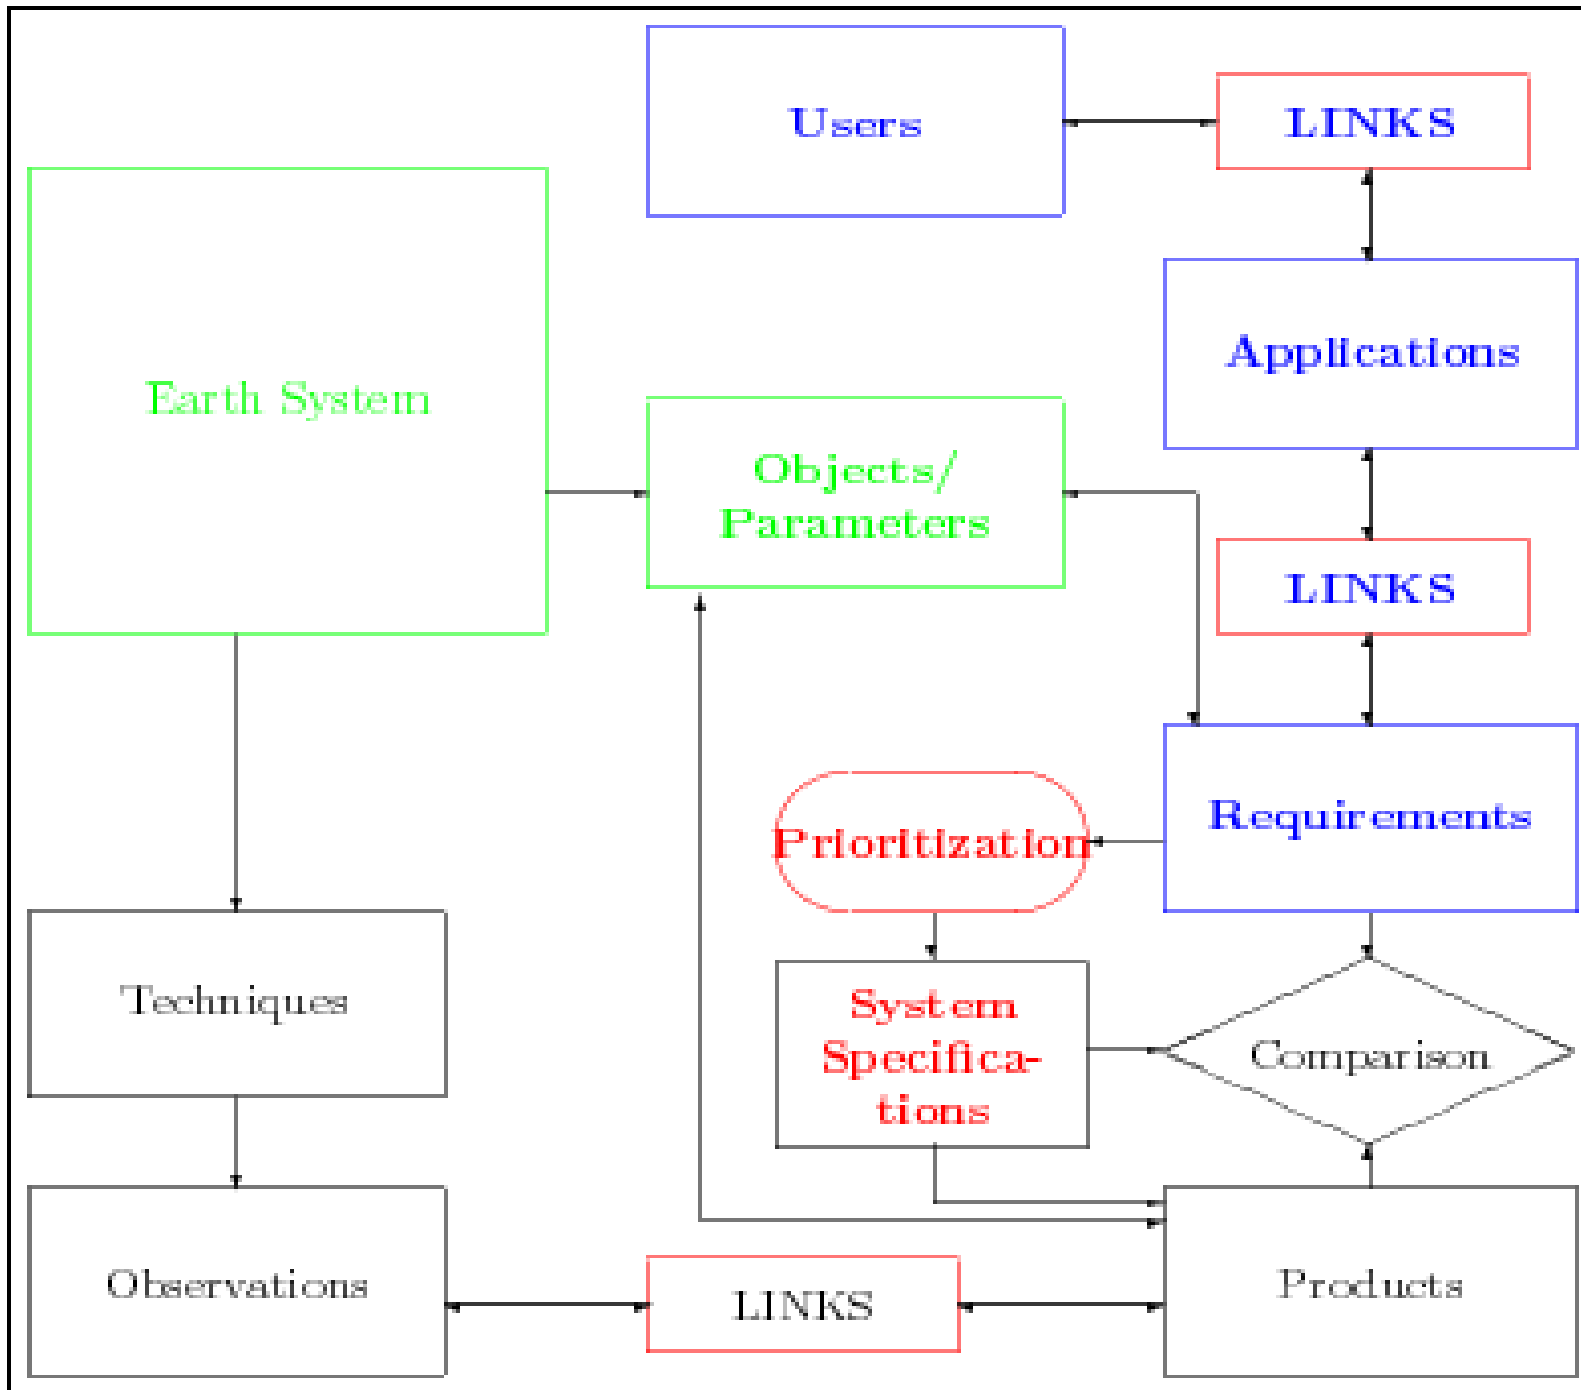 Users
LINKS
Applications
Earth System
Objects/
Parameters
LINKS
Requirements
Prioritization
Techniques
System
Specifica-
tions
Comparison
Observations
LINKS
Products